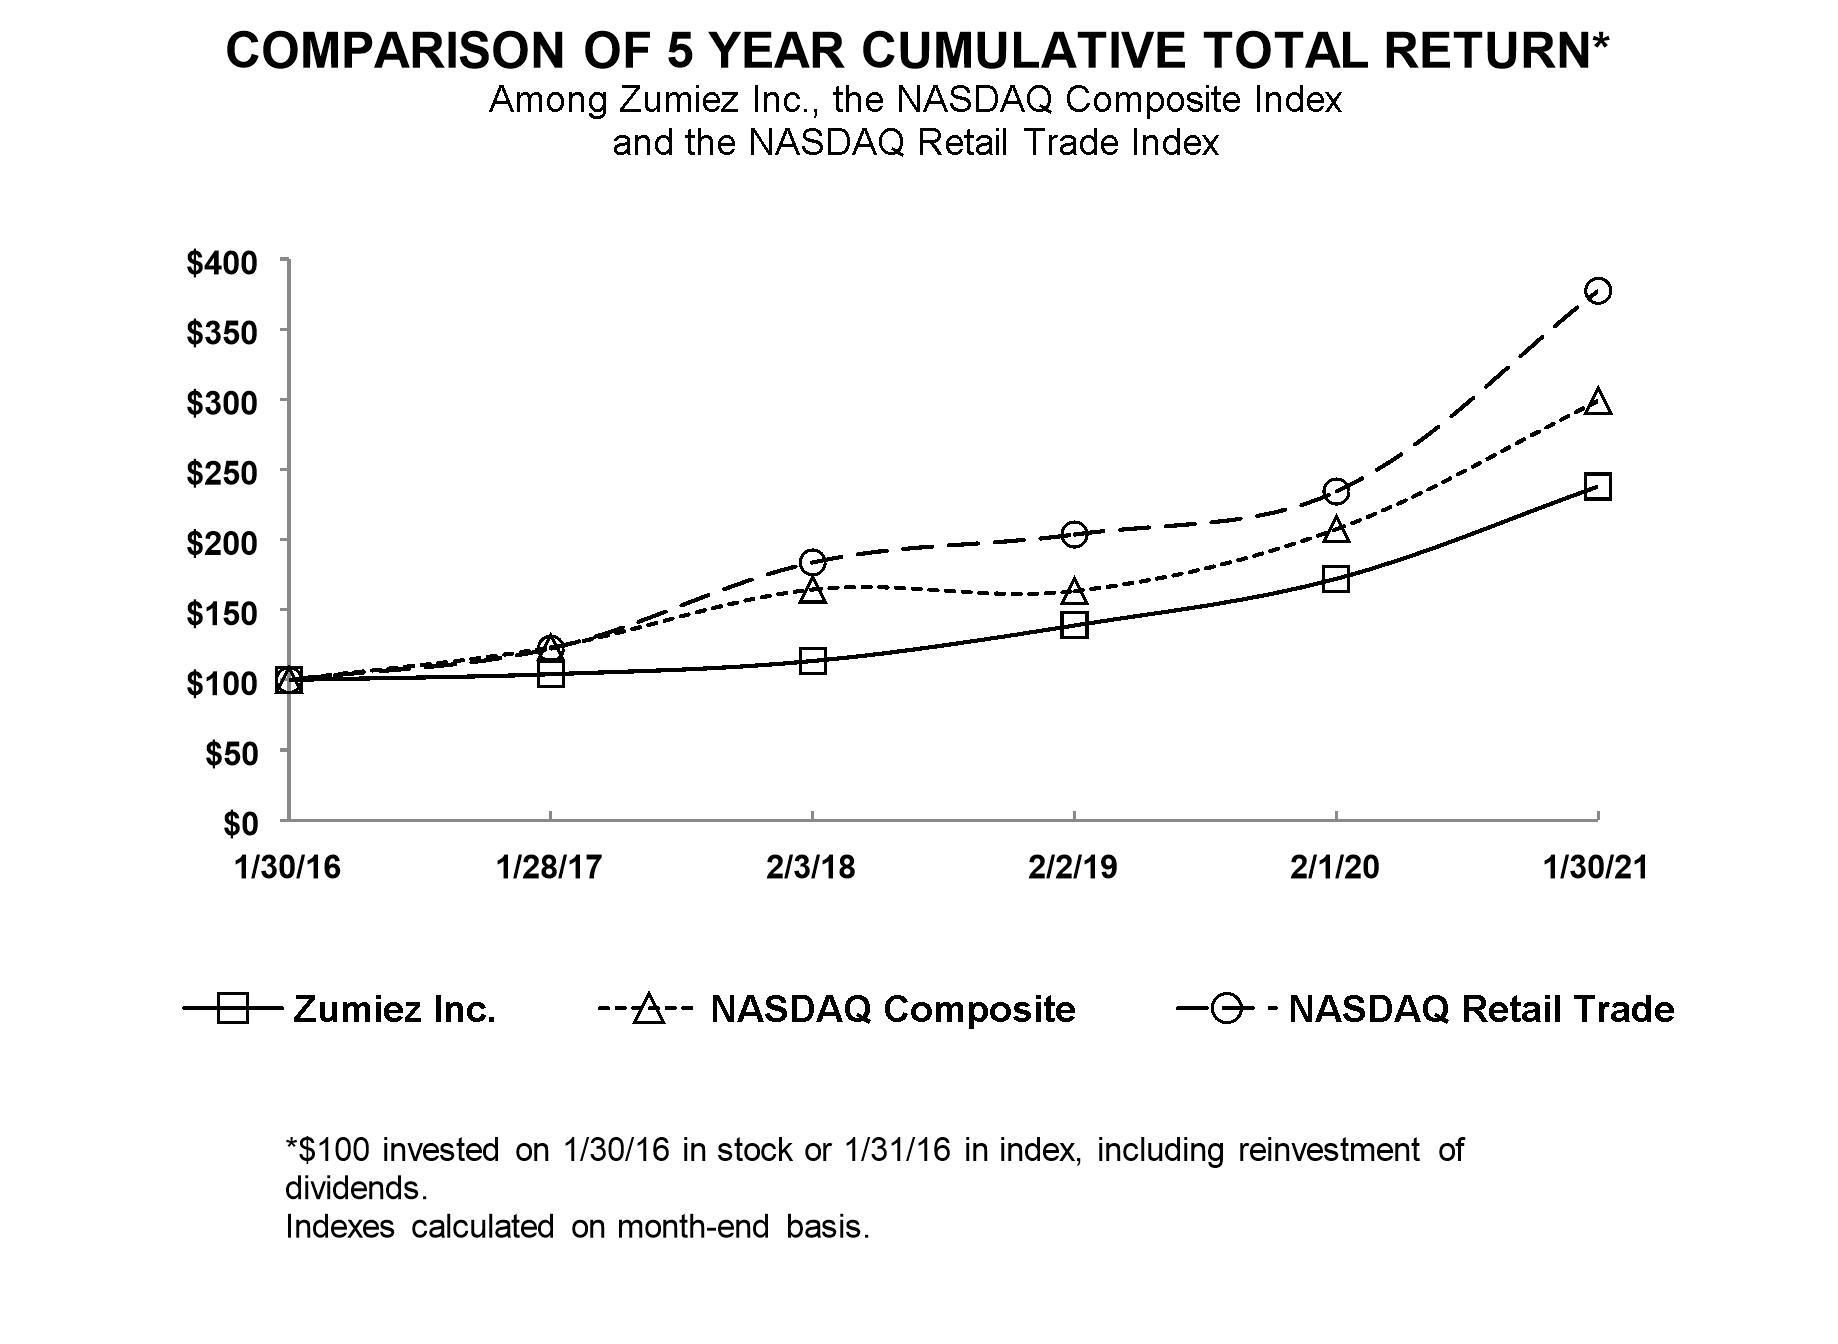 COMPARISON OF 5 YEAR CUMULATIVE TOTAL RETURN*
Among Zumiez Inc., the NASDAQ Composite Index
and the NASDAQ Retail Trade Index
$400
$350
$300
$250
$200
$150
$100
$50
$0
1/30/16 1/28/17 2/3/18 2/2/19 2/1/20 1/30/21
Zumiez Inc. NASDAQ Composite NASDAQ Retail Trade
*$100 invested on 1/30/16 in stock or 1/31/16 in index, including reinvestment of
dividends.
Indexes calculated on month-end basis.